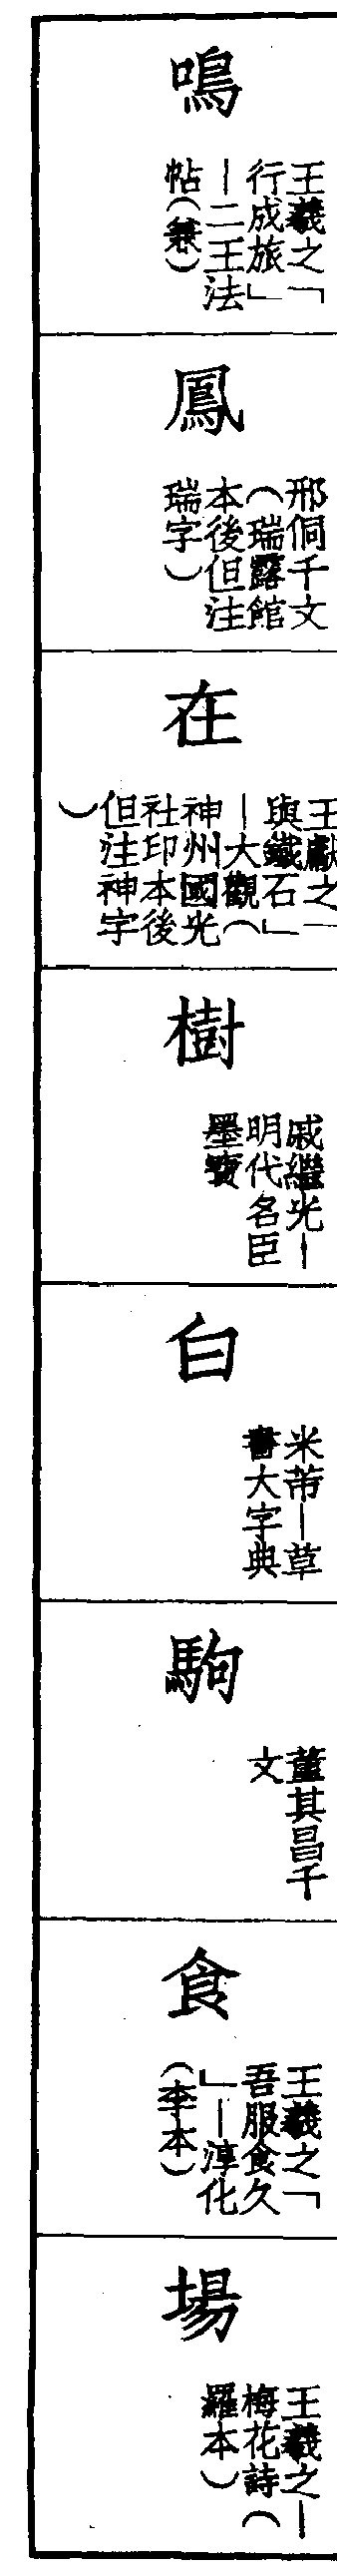 鳴
王羲之「
行成旅」
—二王法
帖（兼）
鳳
邢侗千文
（瑞露館
本後但注
瑞字）
在
王獻之「
與鐵石」
—大觀（
神州國光
社印本後
但注神字
）
樹
戚繼光—
明代名臣
墨寶
白
米芾—草
書大字典
駒
董其昌千
文
食
王羲之「
吾服食久
」—淳化
（李本）
場
王羲之—
梅花詩（
羅本）